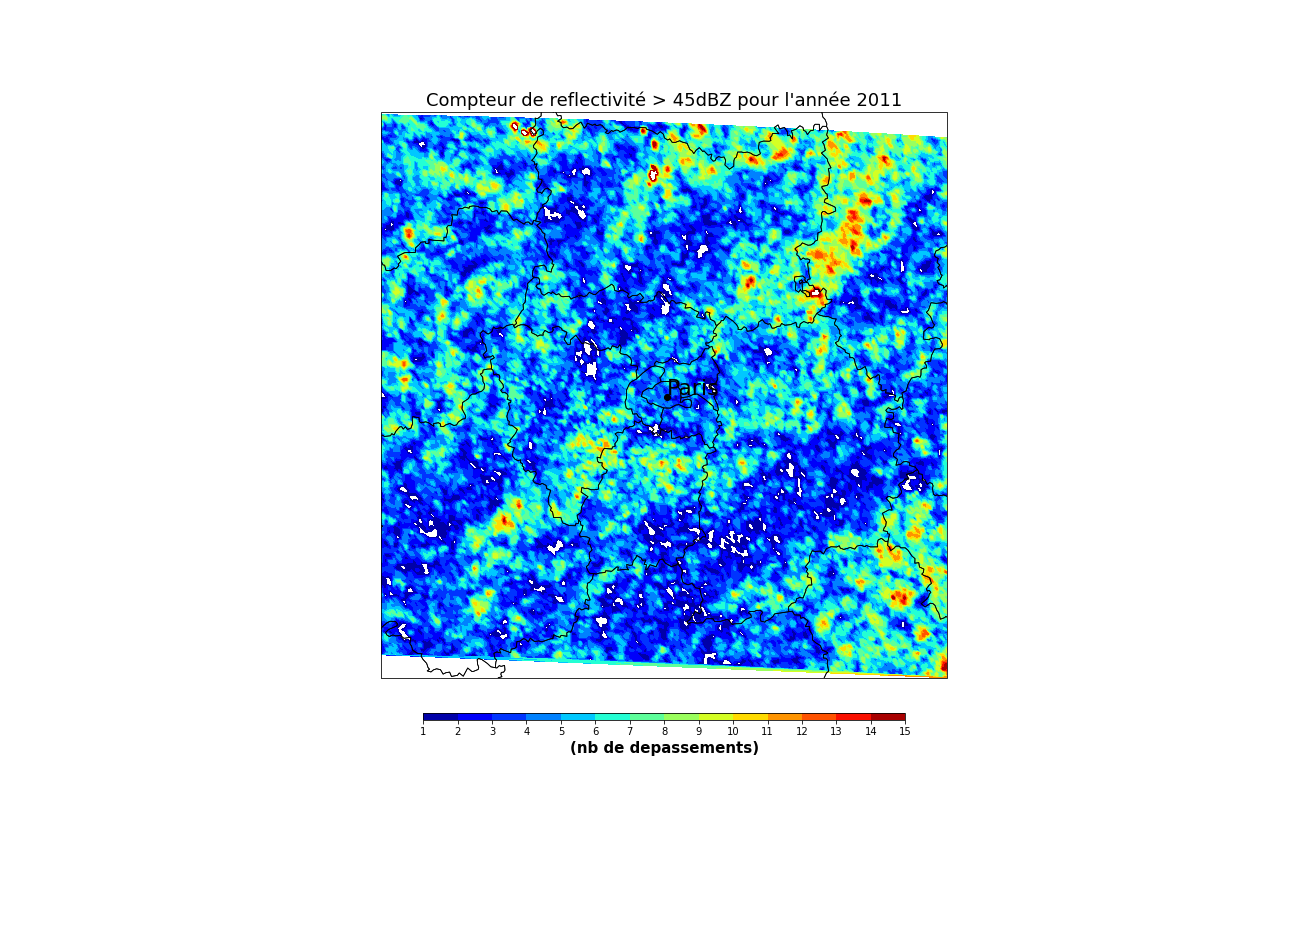 Compteur de reflectivité > 45dBZ pour l'année 2011
Paris
1 2 3 4 5 6 7 8 9 10 11 12 13 14 15
(nb de depassements)